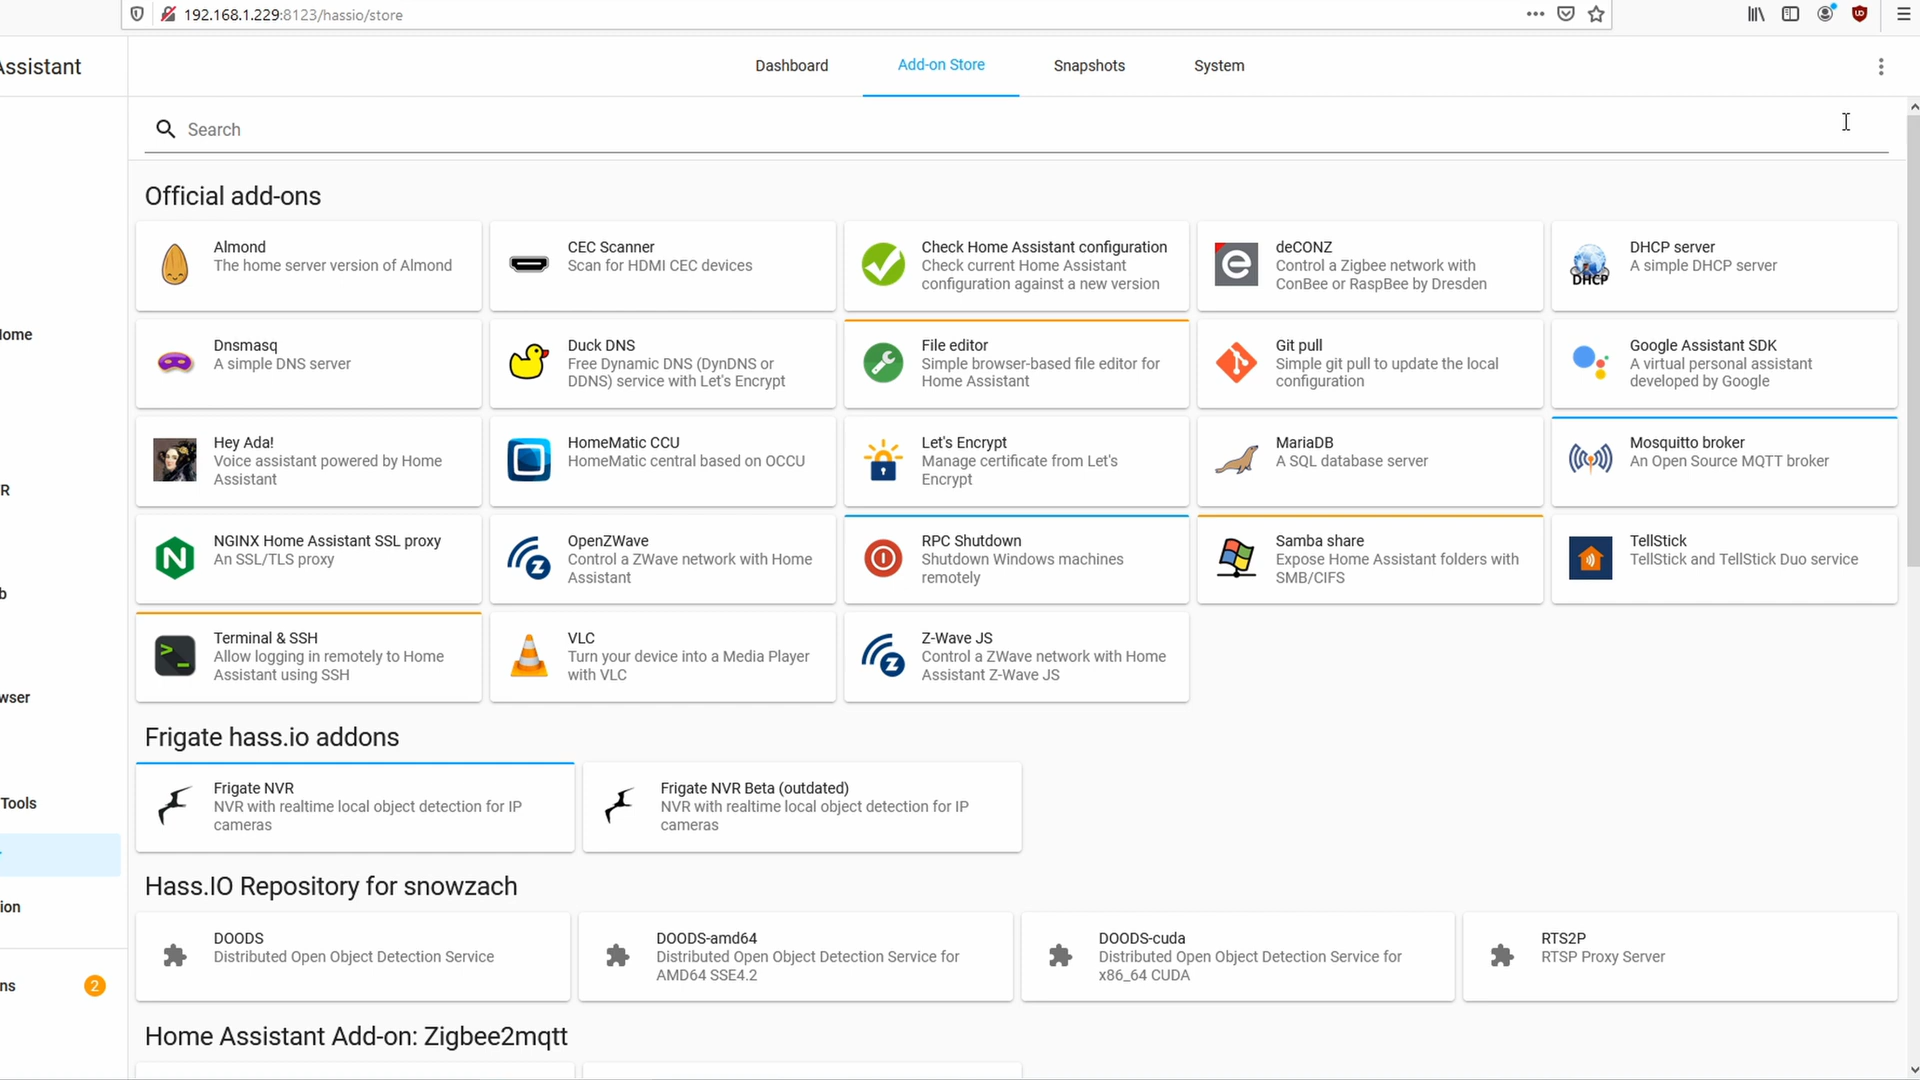 192.168.1.229:8123/hassio/store
Assistant
Dashboard
Add-on Store
Snapshots
System
Search
Official add-ons
Almond
The home server version of Almond
CEC Scanner
Scan for HDMI CEC devices
Check Home Assistant configuration
Check current Home Assistant
configuration against a new version
deCONZ
Control a Zigbee network with
ConBee or RaspBee by Dresden
DHCP server
A simple DHCP server
DHCP
Dnsmasq
A simple DNS server
Duck DNS
Free Dynamic DNS (DynDNS or
DDNS) service with Let's Encrypt
File editor
Simple browser-based file editor for
Home Assistant
Git pull
Simple git pull to update the local
configuration
Google Assistant SDK
A virtual personal assistant
developed by Google
Hey Ada!
Voice assistant powered by Home
Assistant
HomeMatic CCU
HomeMatic central based on OCCU
Let's Encrypt
Manage certificate from Let's
Encrypt
MariaDB
A SQL database server
Mosquitto broker
An Open Source MQTT broker
NGINX Home Assistant SSL proxy
An SSL/TLS proxy
OpenZWave
Control a ZWave network with Home
Assistant
RPC Shutdown
Shutdown Windows machines
remotely
Samba share
Expose Home Assistant folders with
SMB/CIFS
TellStick
TellStick and TellStick Duo service
Terminal & SSH
Allow logging in remotely to Home
Assistant using SSH
VLC
Turn your device into a Media Player
with VLC
Z-Wave JS
Control a ZWave network with Home
Assistant Z-Wave JS
Frigate hass.io addons
Frigate NVR
NVR with realtime local object detection for IP
cameras
Frigate NVR Beta (outdated)
NVR with realtime local object detection for IP
cameras
Hass.IO Repository for snowzach
DOODS
Distributed Open Object Detection Service
DOODS-amd64
Distributed Open Object Detection Service for
AMD64 SSE4.2
DOODS-cuda
Distributed Open Object Detection Service for
x86_64 CUDA
RTS2P
RTSP Proxy Server
Home Assistant Add-on: Zigbee2mqtt
ome
R
b
wser
Tools
ion
ns
2